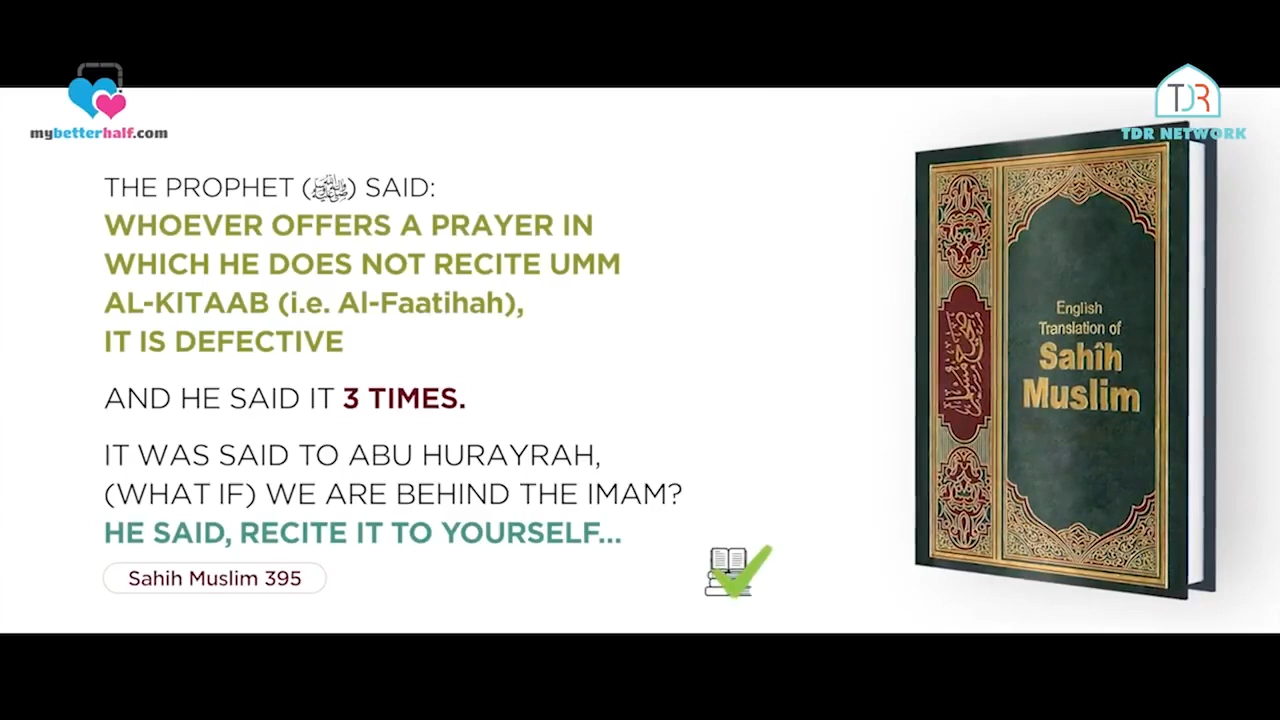 mybetterhalf.com
TDR
TDR NETWORK
THE PROPHET (ﷺ) SAID:
WHOEVER OFFERS A PRAYER IN
WHICH HE DOES NOT RECITE UMM
AL-KITAAB (i.e. Al-Faatihah),
IT IS DEFECTIVE
AND HE SAID IT 3 TIMES.
IT WAS SAID TO ABU HURAYRAH,
(WHAT IF) WE ARE BEHIND THE IMAM?
HE SAID, RECITE IT TO YOURSELF...
Sahih Muslim 395
صحيح مسلم
English
Translation of
Sahîh
Muslim